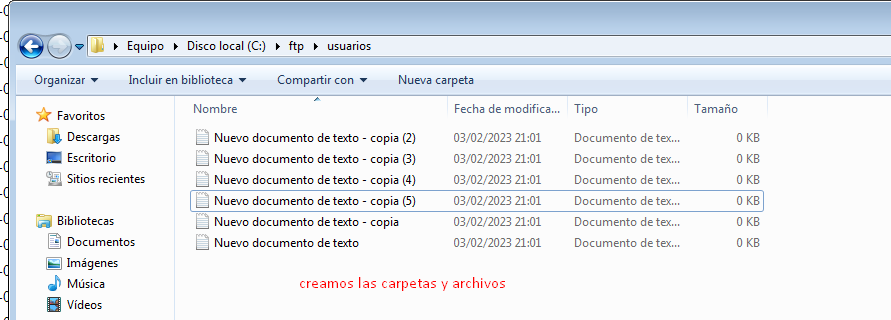 Equipo Disco local (C:) ftp usuarios
Organizar Incluir en biblioteca Compartir con Nueva carpeta
Favoritos
Descargas
Escritorio
Sitios recientes
Bibliotecas
Documentos
Imágenes
Música
Vídeos
Nombre Fecha de modifica... Tipo Tamaño
Nuevo documento de texto - copia (2) 03/02/2023 21:01 Documento de tex... 0 KB
Nuevo documento de texto - copia (3) 03/02/2023 21:01 Documento de tex... 0 KB
Nuevo documento de texto - copia (4) 03/02/2023 21:01 Documento de tex... 0 KB
Nuevo documento de texto - copia (5) 03/02/2023 21:01 Documento de tex... 0 KB
Nuevo documento de texto - copia 03/02/2023 21:01 Documento de tex... 0 KB
Nuevo documento de texto 03/02/2023 21:01 Documento de tex... 0 KB
creamos las carpetas y archivos